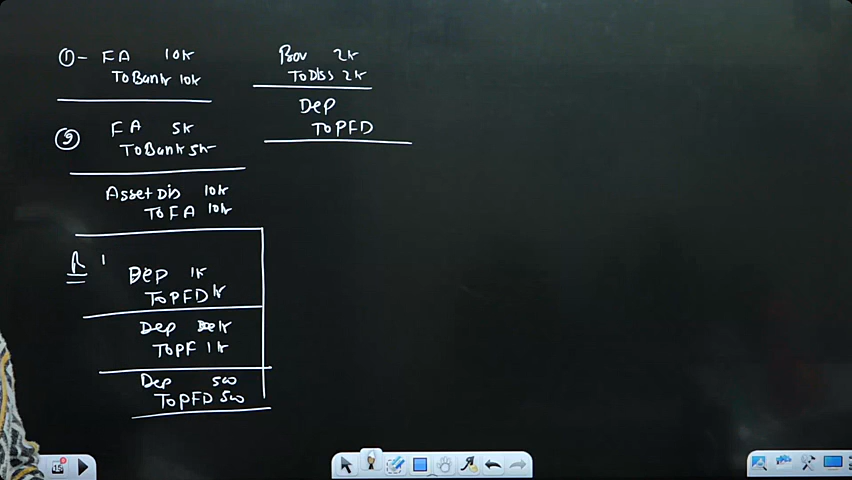 ① - FA 10k
To Bank 10k
③ FA 5k
To Bank 5k
Asset Dis 10k
To FA 10k
Dep 1k
To PFD 1k
Dep 1k
To PF 1k
Dep 500
To PFD 500
Prov 2k
To Diss 2k
Dep
To PFD
15